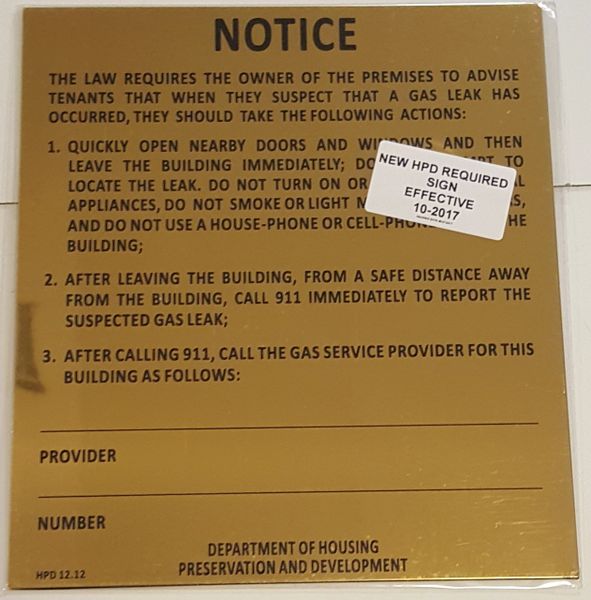 NOTICE
THE LAW REQUIRES THE OWNER OF THE PREMISES TO ADVISE
TENANTS THAT WHEN THEY SUSPECT THAT A GAS LEAK HAS
OCCURRED, THEY SHOULD TAKE THE FOLLOWING ACTIONS:
1. QUICKLY OPEN NEARBY DOORS AND WINDOWS AND THEN
LEAVE THE BUILDING IMMEDIATELY; DO TO
LOCATE THE LEAK. DO NOT TURN ON OR
APPLIANCES, DO NOT SMOKE OR LIGHT
AND DO NOT USE A HOUSE-PHONE OR CELL-PHONE THE
BUILDING;
NEW HPD REQUIRED
SIGN
EFFECTIVE
10-2017
2. AFTER LEAVING THE BUILDING, FROM A SAFE DISTANCE AWAY
FROM THE BUILDING, CALL 911 IMMEDIATELY TO REPORT THE
SUSPECTED GAS LEAK;
3. AFTER CALLING 911, CALL THE GAS SERVICE PROVIDER FOR THIS
BUILDING AS FOLLOWS:
PROVIDER
NUMBER
DEPARTMENT OF HOUSING
PRESERVATION AND DEVELOPMENT
HPD 12.12